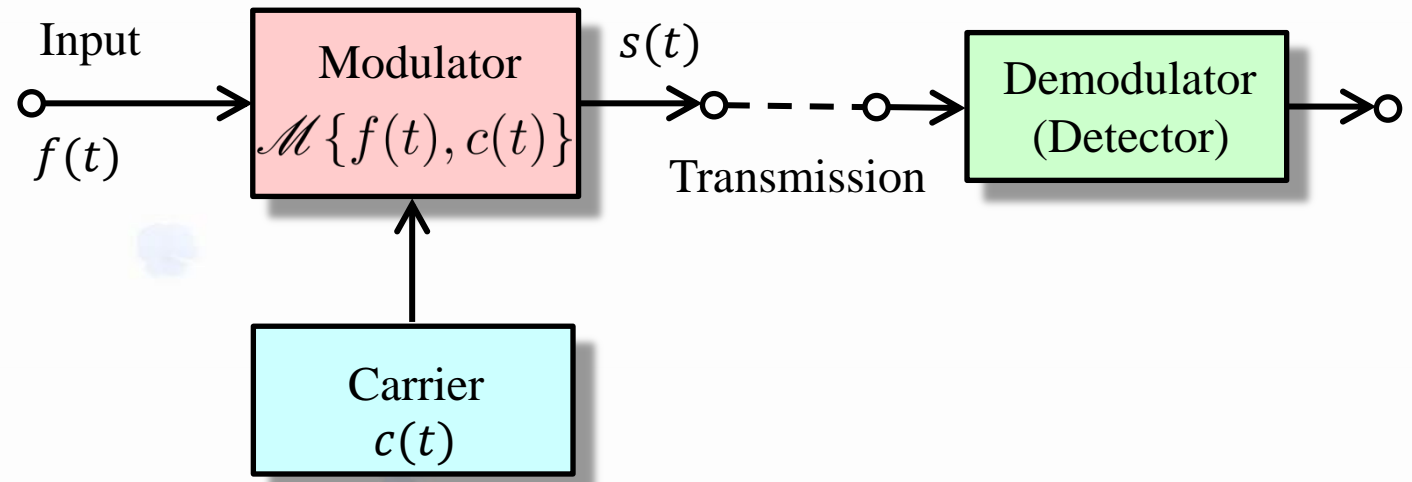 Input
f(t)
Modulator
ℳ{f(t), c(t)}
s(t)
Transmission
Demodulator
(Detector)
Carrier
c(t)